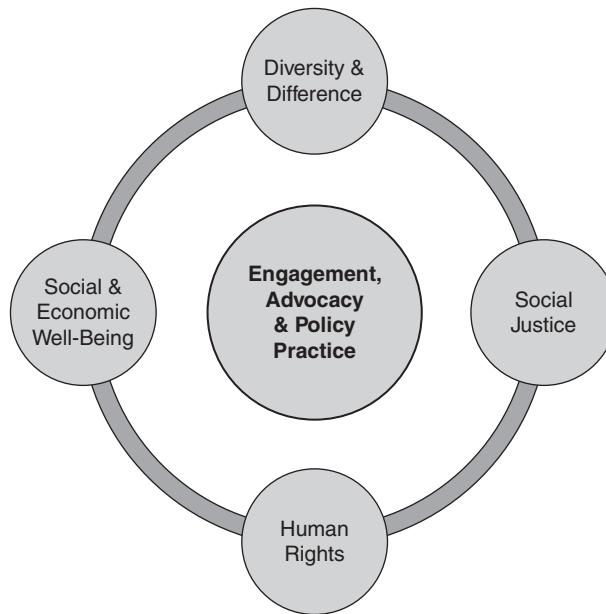 Diversity &
Difference
Social &
Economic
Well-Being
Engagement,
Advocacy
& Policy
Practice
Social
Justice
Human
Rights